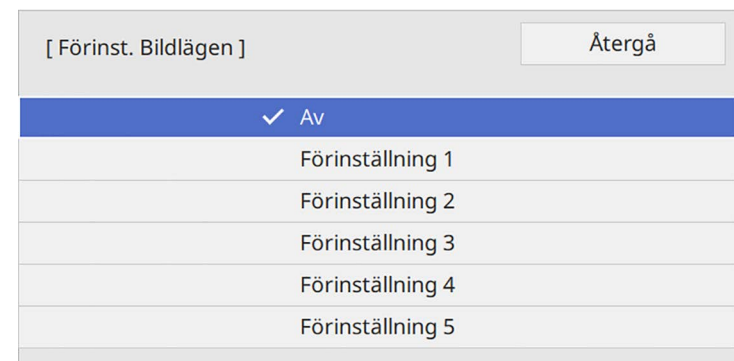 [ Förinst. Bildlägen ]
Återgå
Av
Förinställning 1
Förinställning 2
Förinställning 3
Förinställning 4
Förinställning 5